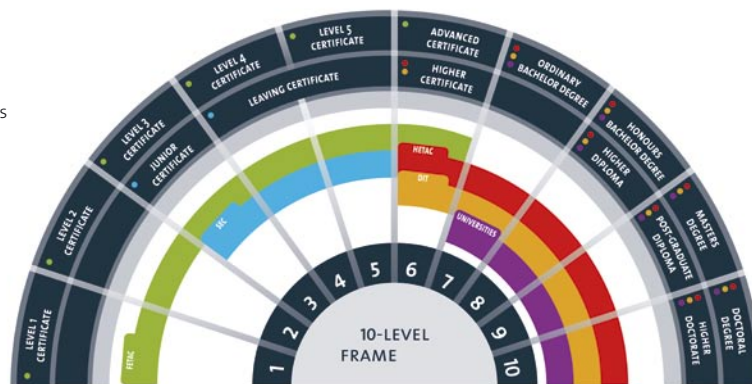 S
LEVEL 1
CERTIFICATE
LEVEL 2
CERTIFICATE
LEVEL 3
CERTIFICATE
JUNIOR
CERTIFICATE
LEVEL 4
CERTIFICATE
LEVEL 5
CERTIFICATE
LEAVING CERTIFICATE
ADVANCED
CERTIFICATE
HIGHER
CERTIFICATE
ORDINARY
BACHELOR DEGREE
HONOURS
BACHELOR DEGREE
HIGHER
DIPLOMA
MASTERS
DEGREE
POST-GRADUATE
DIPLOMA
DOCTORAL
DEGREE
HIGHER
DOCTORATE
FETAC
SEC
HETAC
DIT
UNIVERSITIES
1
2
3
4
5
6
7
8
9
10
10-LEVEL
FRAME